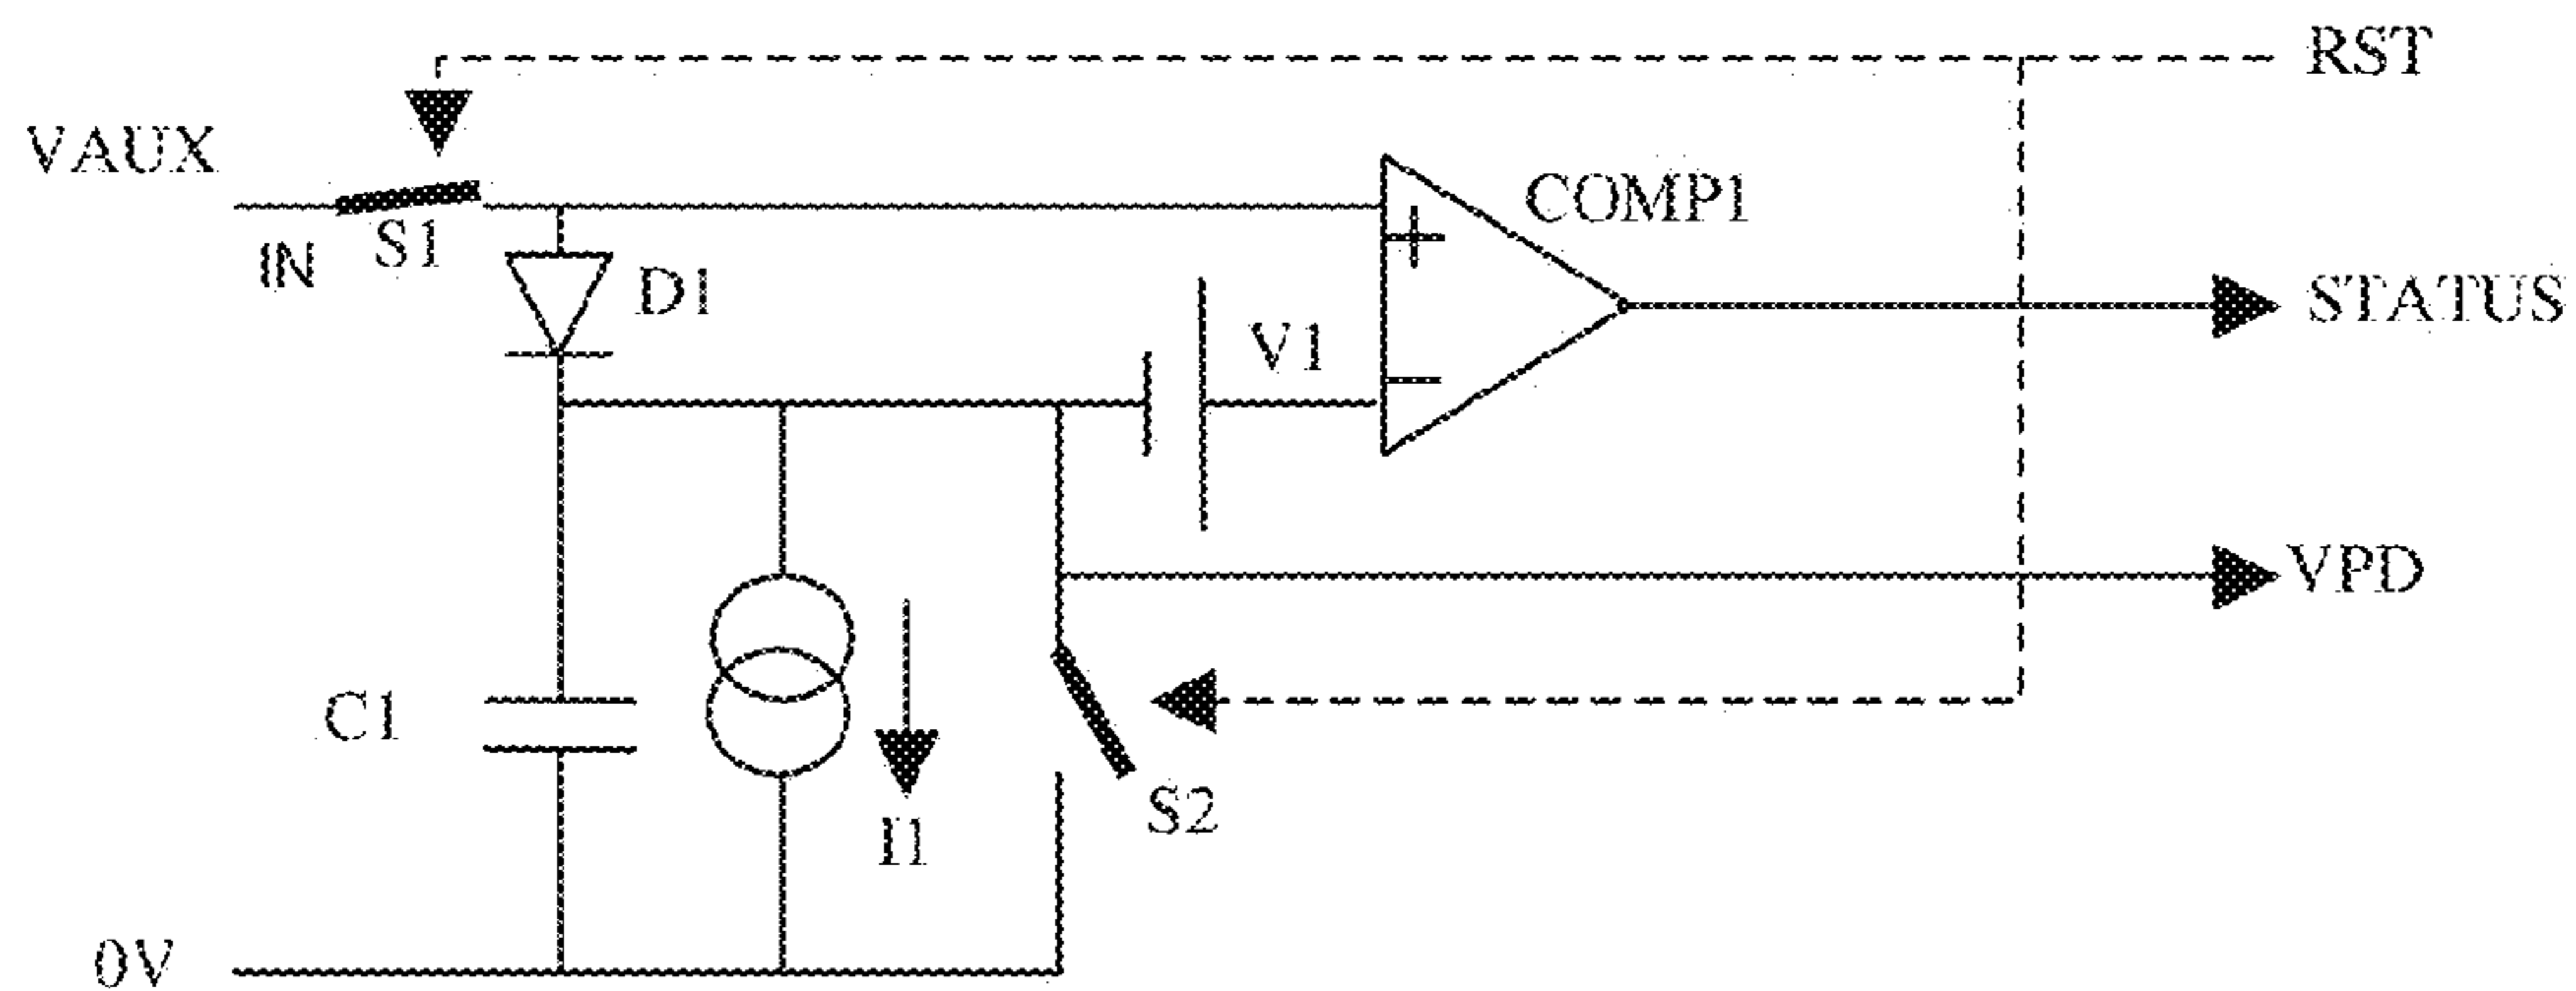 RST
VAUX
IN
S1
D1
COMP1
+
V1
−
STATUS
VPD
C1
I1
S2
0V